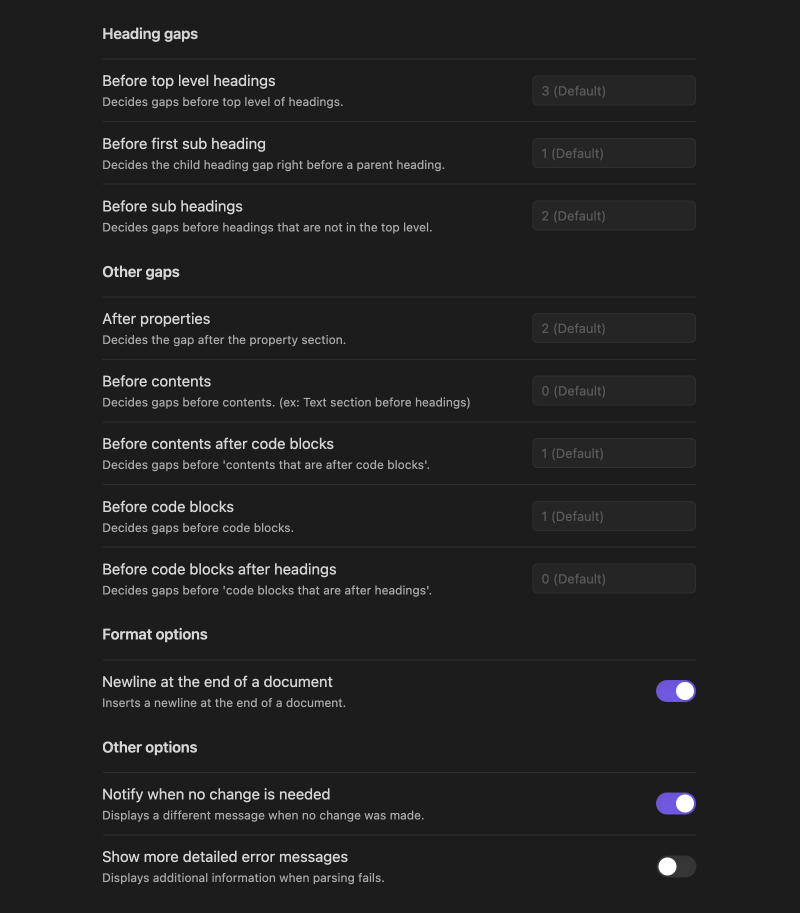 Heading gaps
Before top level headings
Decides gaps before top level of headings.
3 (Default)
Before first sub heading
Decides the child heading gap right before a parent heading.
1 (Default)
Before sub headings
Decides gaps before headings that are not in the top level.
2 (Default)
Other gaps
After properties
Decides the gap after the property section.
2 (Default)
Before contents
Decides gaps before contents. (ex: Text section before headings)
0 (Default)
Before contents after code blocks
Decides gaps before 'contents that are after code blocks'.
1 (Default)
Before code blocks
Decides gaps before code blocks.
1 (Default)
Before code blocks after headings
Decides gaps before 'code blocks that are after headings'.
0 (Default)
Format options
Newline at the end of a document
Inserts a newline at the end of a document.
Other options
Notify when no change is needed
Displays a different message when no change was made.
Show more detailed error messages
Displays additional information when parsing fails.